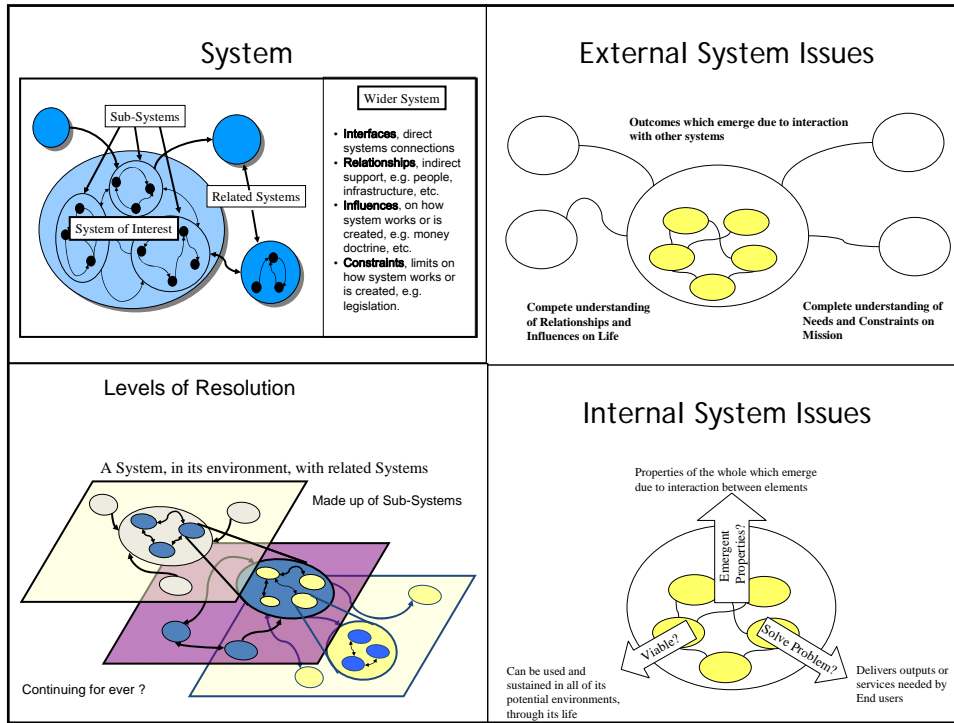 System
Sub-Systems
Related Systems
System of Interest
Wider System
• Interfaces, direct
systems connections
• Relationships, indirect
support, e.g. people,
infrastructure, etc.
• Influences, on how
system works or is
created, e.g. money
doctrine, etc.
• Constraints, limits on
how system works or
is created, e.g.
legislation.
External System Issues
Outcomes which emerge due to interaction
with other systems
Compete understanding
of Relationships and
Influences on Life
Complete understanding of
Needs and Constraints on
Mission
Levels of Resolution
A System, in its environment, with related Systems
Made up of Sub-Systems
Continuing for ever ?
Internal System Issues
Properties of the whole which emerge
due to interaction between elements
Emergent
Properties?
Viable?
Solve Problem?
Can be used and
sustained in all of its
potential environments,
through its life
Delivers outputs or
services needed by
End users